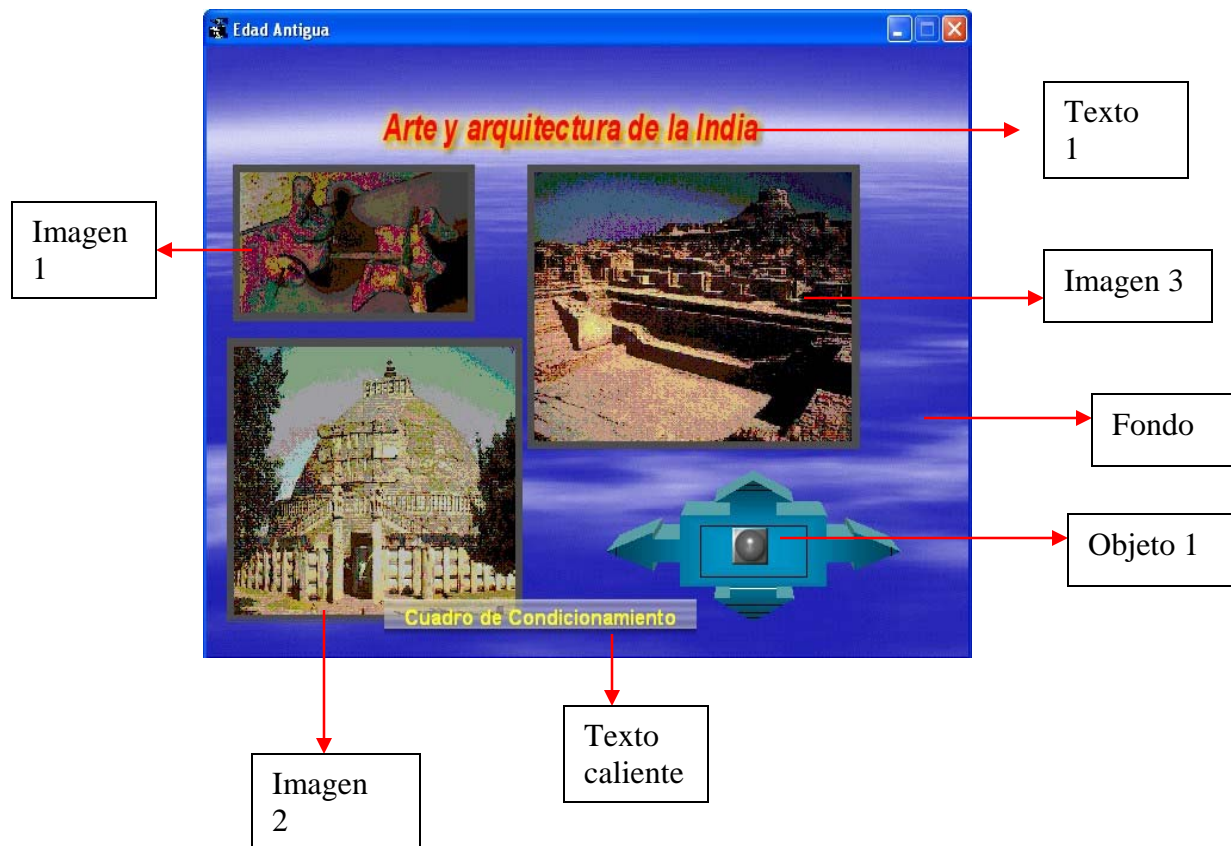 Edad Antigua
Arte y arquitectura de la India
Texto
1
Imagen
1
Imagen 3
Fondo
Objeto 1
Cuadro de Condicionamiento
Texto
caliente
Imagen
2